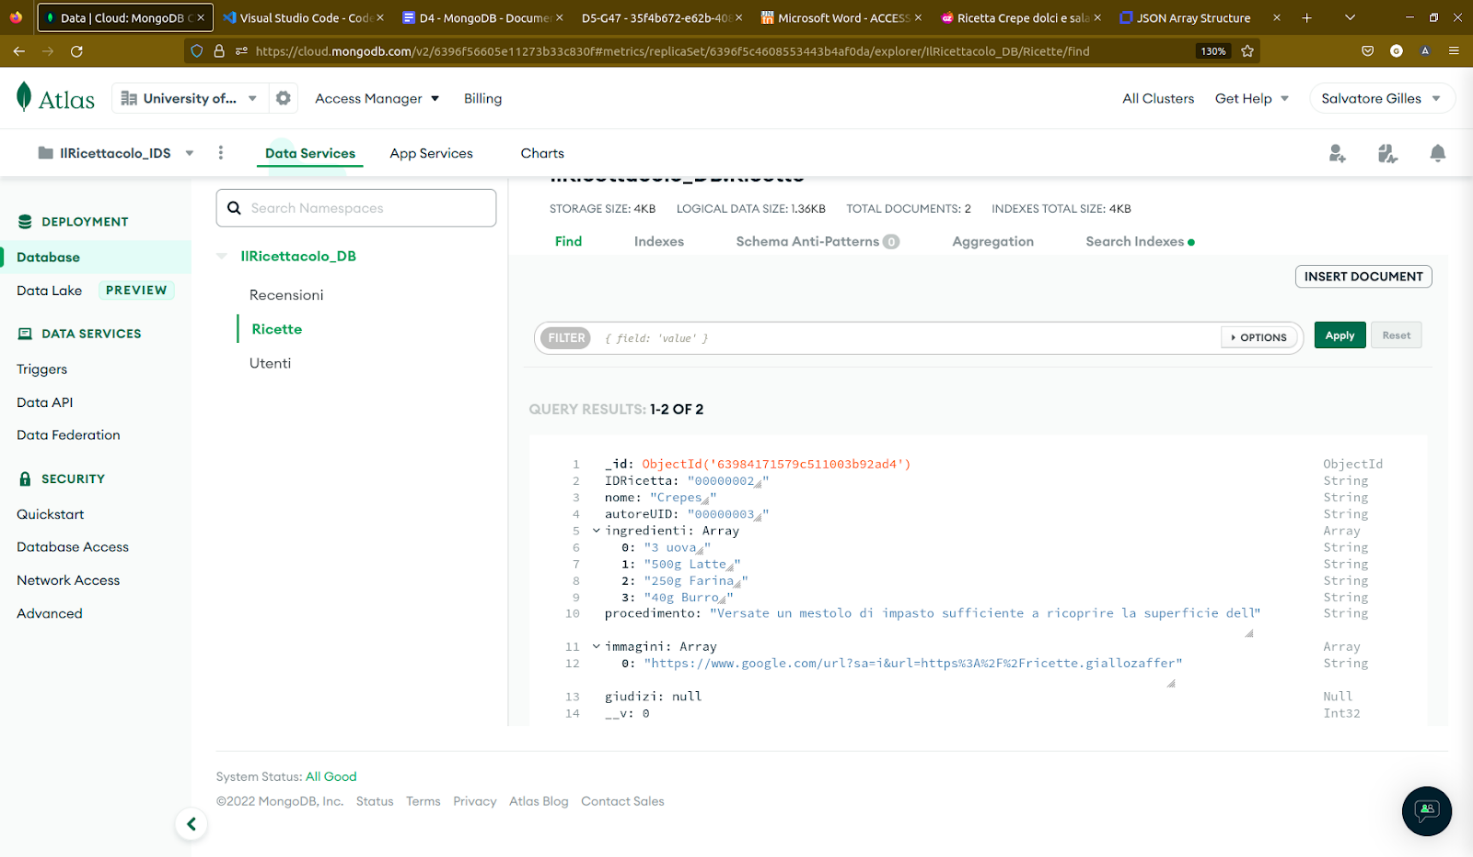 Data | Cloud: MongoDB C
Visual Studio Code - Code
D4 - MongoDB - Documen
D5-G47 - 35f4b672-e62b-408
Microsoft Word - ACCESS
Ricetta Crepe dolci e sala
JSON Array Structure
https://cloud.mongodb.com/v2/6396f56605e11273b33c830f#metrics/replicaSet/6396f5c4608553443b4af0da/explorer/IlRicettacolo_DB/Ricette/find
130%
Atlas
University of...
Access Manager
Billing
All Clusters
Get Help
Salvatore Gilles
IlRicettacolo_IDS
Data Services
App Services
Charts
DEPLOYMENT
Database
Data Lake PREVIEW
DATA SERVICES
Triggers
Data API
Data Federation
SECURITY
Quickstart
Database Access
Network Access
Advanced
Search Namespaces
IlRicettacolo_DB
Recensioni
Ricette
Utenti
IlRicettacolo_DB.Ricette
STORAGE SIZE: 4KB LOGICAL DATA SIZE: 1.36KB TOTAL DOCUMENTS: 2 INDEXES TOTAL SIZE: 4KB
Find Indexes Schema Anti-Patterns 0 Aggregation Search Indexes
INSERT DOCUMENT
FILTER { field: 'value' } OPTIONS Apply Reset
QUERY RESULTS: 1-2 OF 2
1 _id: ObjectId('63984171579c511003b92ad4') ObjectId
2 IDRicetta: "00000002" String
3 nome: "Crepes" String
4 autoreUID: "00000003" String
5 ingredienti: Array Array
6 0: "3 uova" String
7 1: "500g Latte" String
8 2: "250g Farina" String
9 3: "40g Burro" String
10 procedimento: "Versate un mestolo di impasto sufficiente a ricoprire la superficie dell" String
11 immagini: Array Array
12 0: "https://www.google.com/url?sa=i&url=https%3A%2F%2Fricette.giallozaffer" String
13 giudizi: null Null
14 __v: 0 Int32
System Status: All Good
©2022 MongoDB, Inc. Status Terms Privacy Atlas Blog Contact Sales